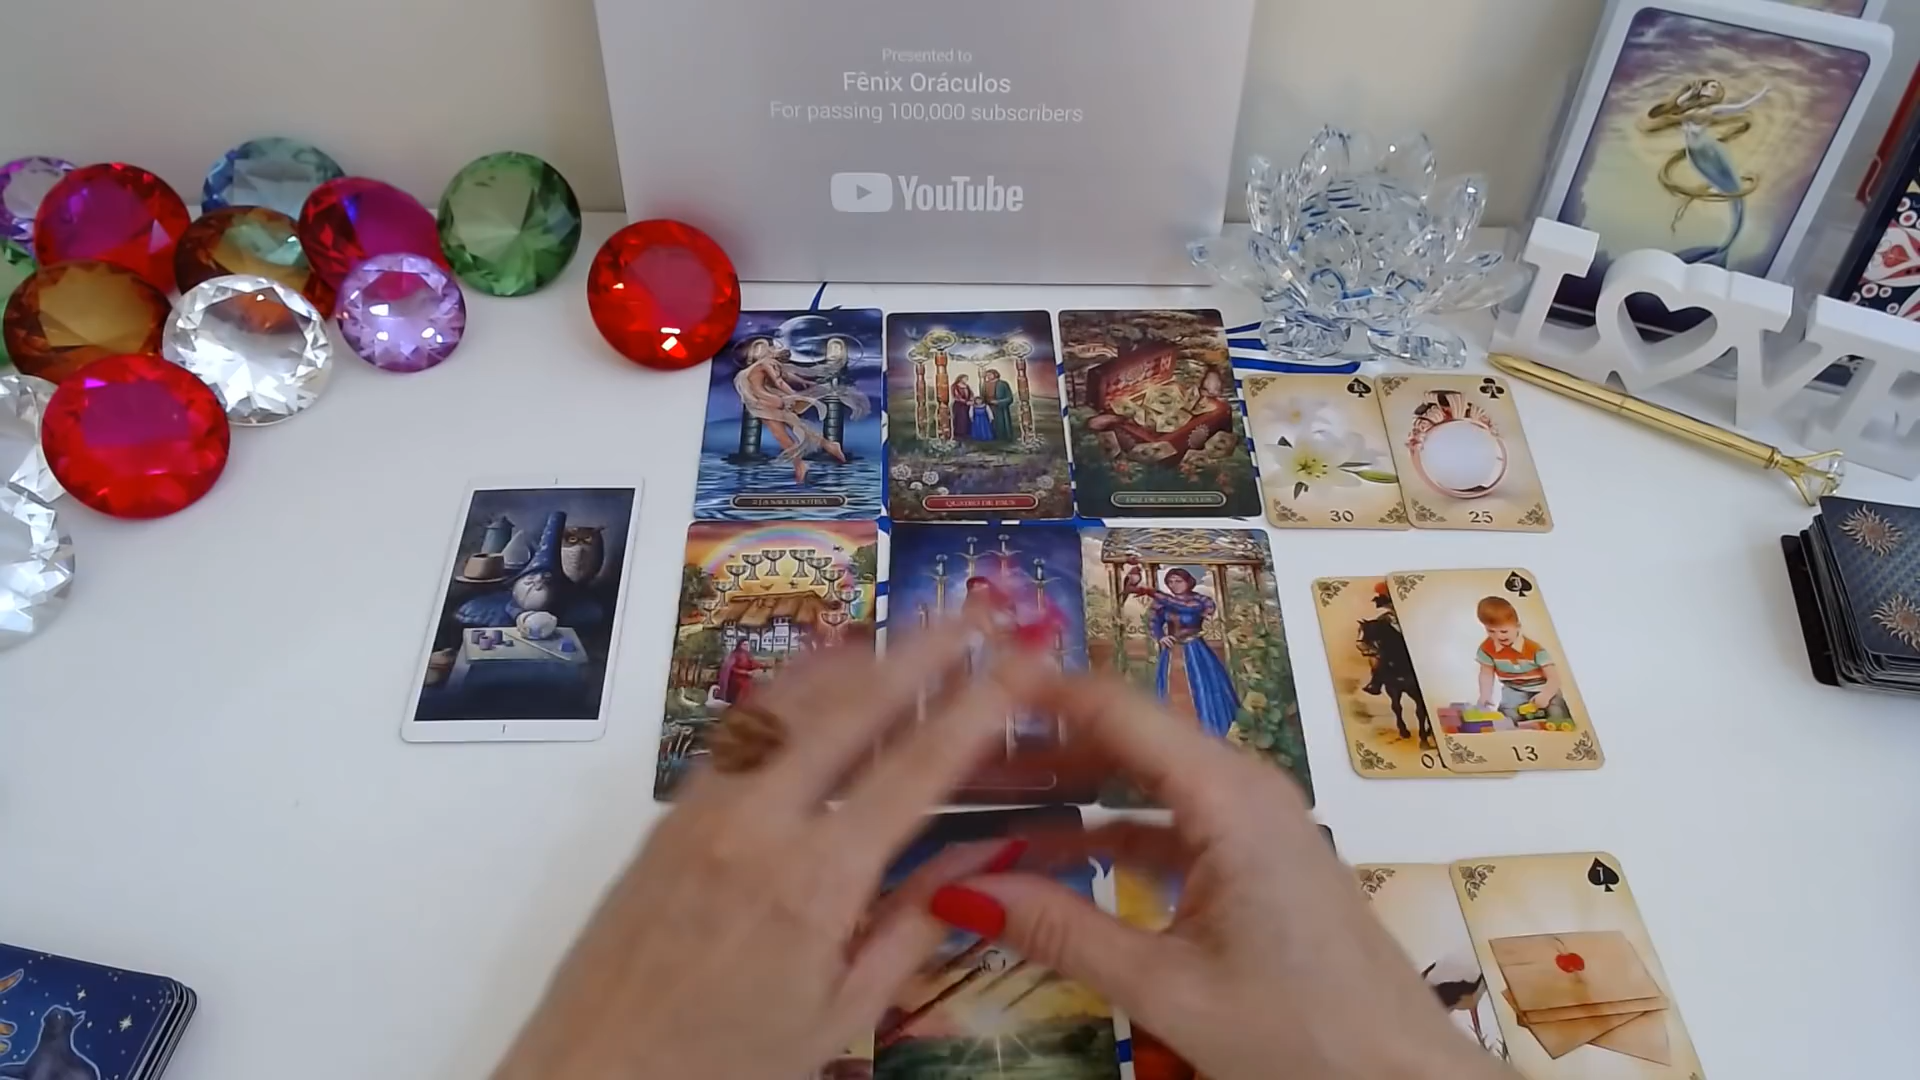 Presented to
Fênix Oráculos
For passing 100,000 subscribers
YouTube
LOVE
2 | A SACERDOTISA
QUATRO DE PAUS
DEZ DE PENTÁCULOS
30
25
01
13